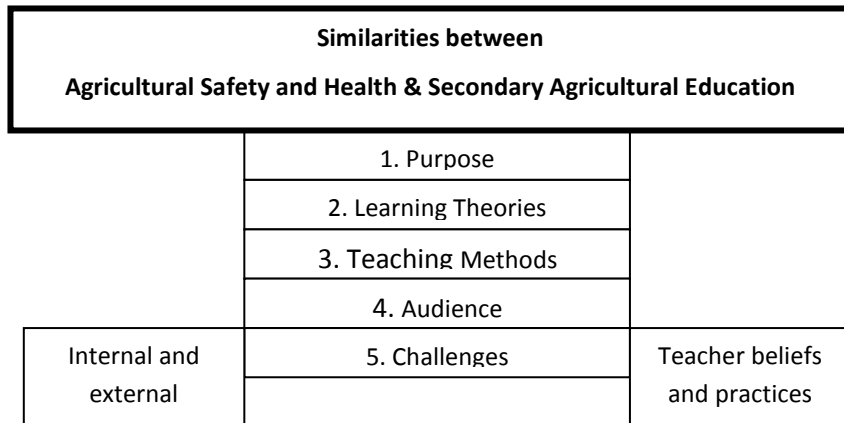 Similarities between
Agricultural Safety and Health & Secondary Agricultural Education
1. Purpose
2. Learning Theories
3. Teaching Methods
4. Audience
5. Challenges
Internal and
external
Teacher beliefs
and practices